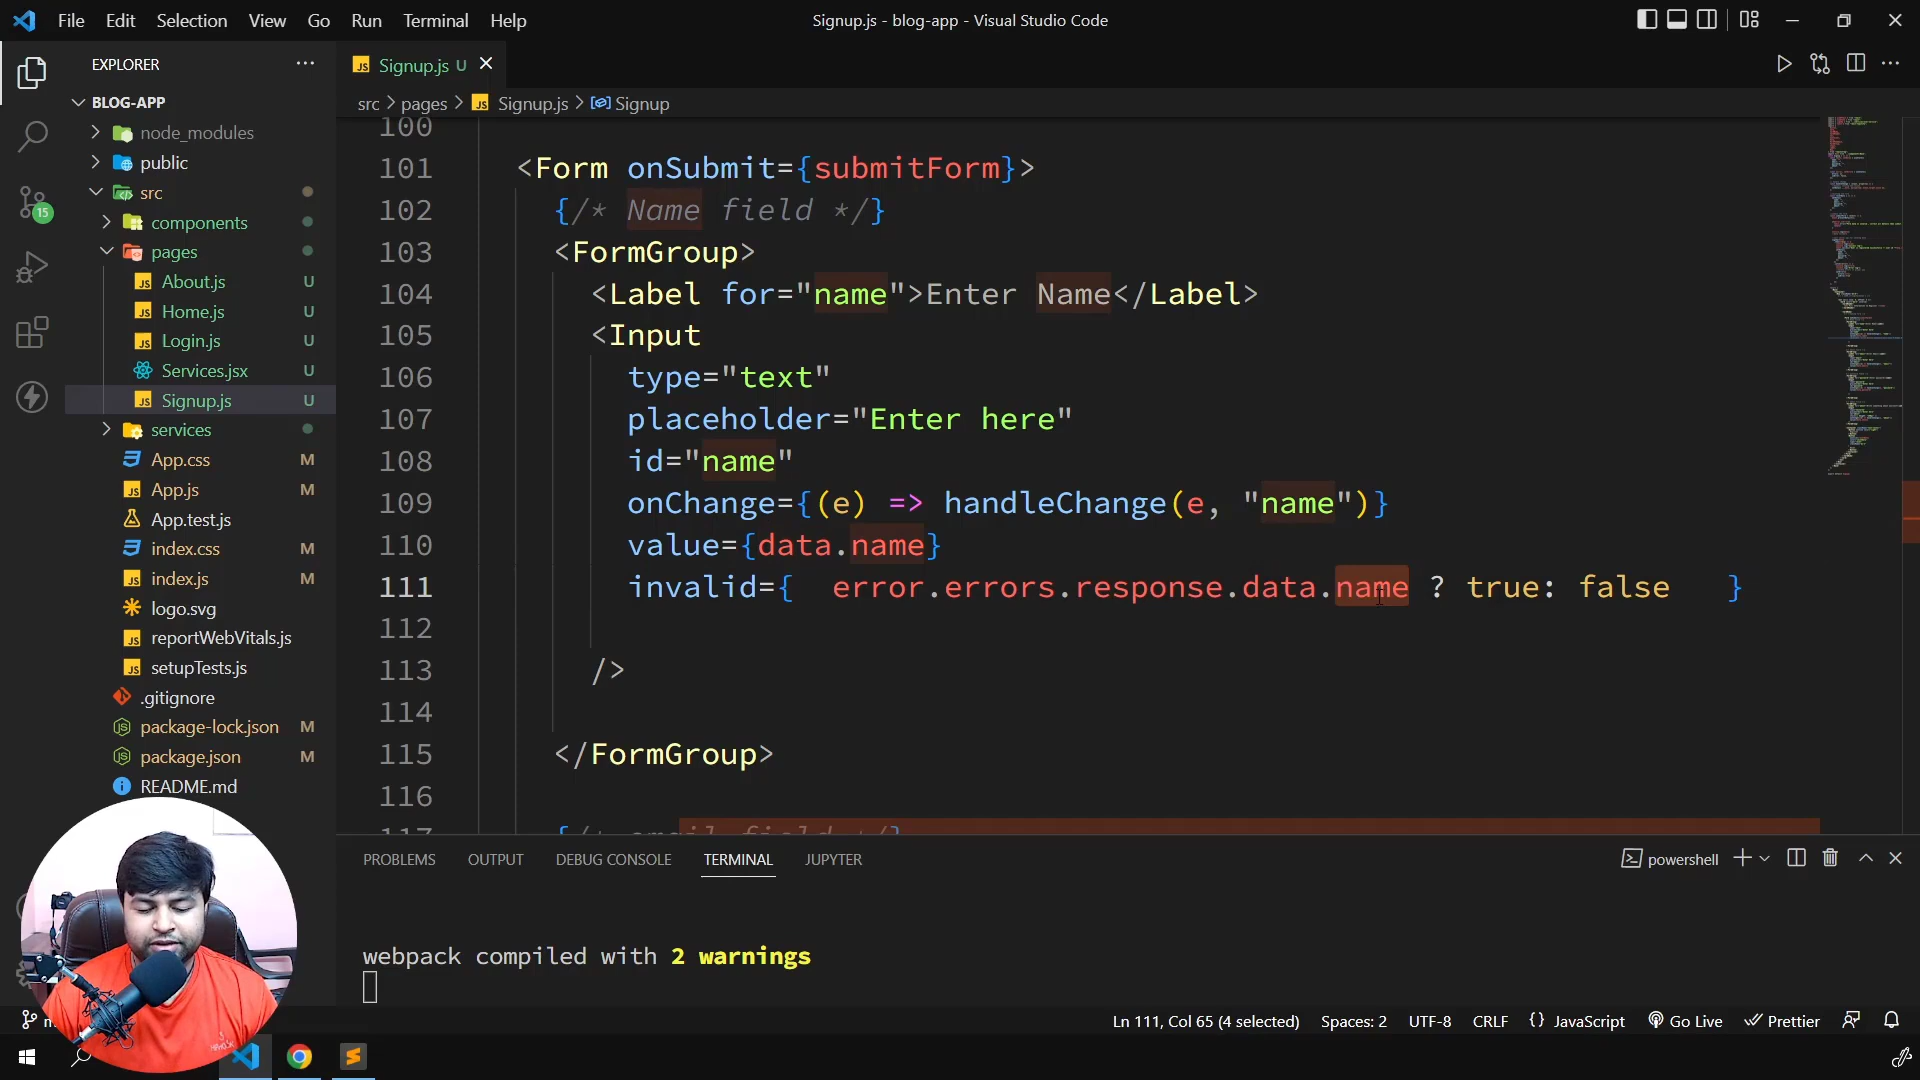 File Edit Selection View Go Run Terminal Help
Signup.js - blog-app - Visual Studio Code
EXPLORER
BLOG-APP
node_modules
public
src
components
pages
About.js U
Home.js U
Login.js U
Services.jsx U
Signup.js U
services
App.css M
App.js M
App.test.js
index.css M
index.js M
logo.svg
reportWebVitals.js
setupTests.js
.gitignore
package-lock.json M
package.json M
README.md
15
Signup.js U
src > pages > Signup.js > Signup
100
101 <Form onSubmit={submitForm}>
102 {/* Name field */}
103 <FormGroup>
104 <Label for="name">Enter Name</Label>
105 <Input
106 type="text"
107 placeholder="Enter here"
108 id="name"
109 onChange={(e) => handleChange(e, "name")}
110 value={data.name}
111 invalid={  error.errors.response.data.name ? true: false   }
112
113 />
114
115 </FormGroup>
116
117 {/* email field */}
PROBLEMS OUTPUT DEBUG CONSOLE TERMINAL JUPYTER
powershell
webpack compiled with 2 warnings
Ln 111, Col 65 (4 selected) Spaces: 2 UTF-8 CRLF {} JavaScript Go Live Prettier